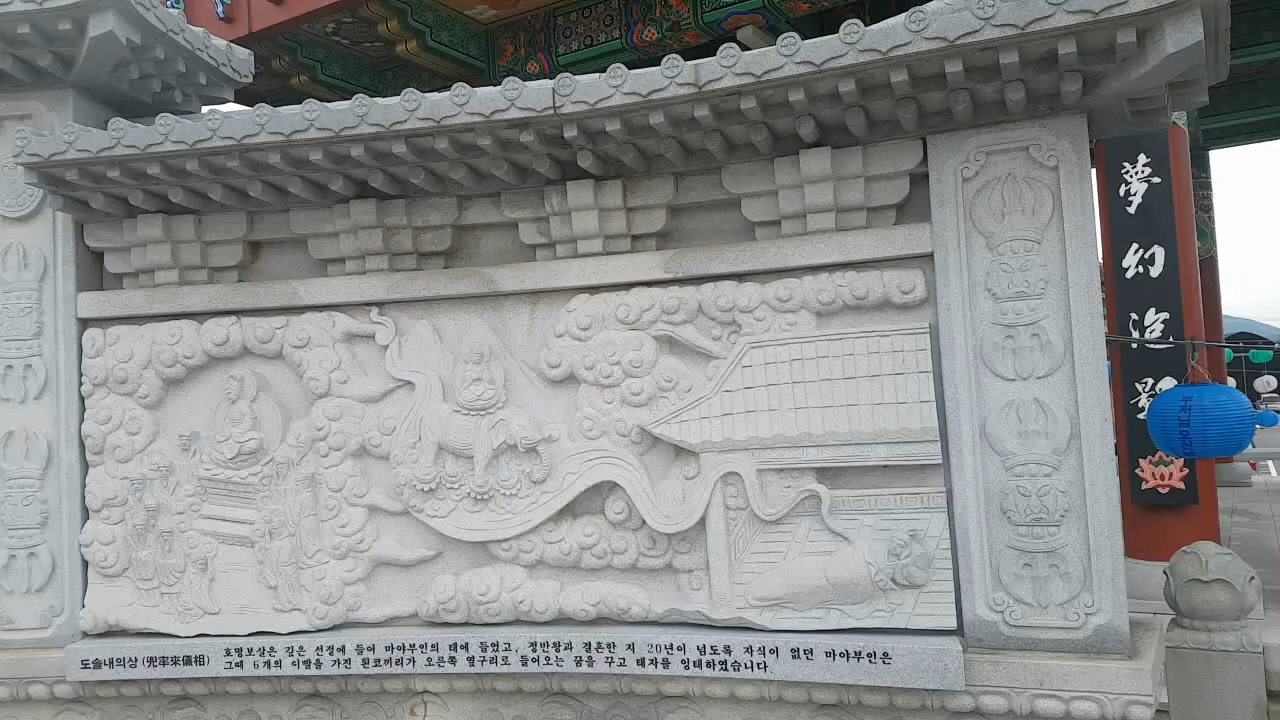 도솔내의상 (兜率來儀相)
호명보살은 깊은 선정에 들어 마야부인의 태에 들었고, 정반왕과 결혼한 지 20년이 넘도록 자식이 없던 마야부인은
그때 6개의 이빨을 가진 흰코끼리가 오른쪽 옆구리로 들어오는 꿈을 꾸고 태자를 잉태하였습니다.
夢幻泡影